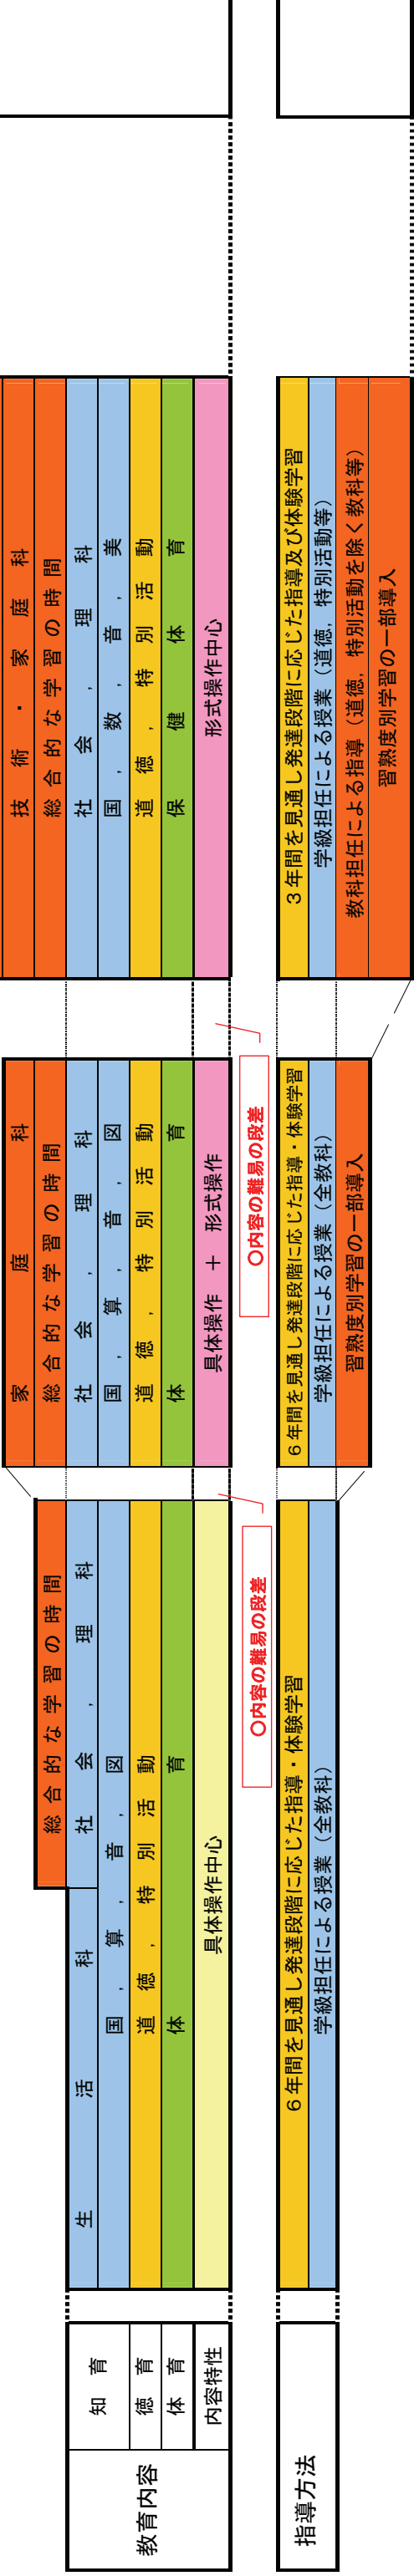 教育内容
知育
徳育
体育
内容特性
生活科
総合的な学習の時間
社会，理科
国，算，音，図
道徳，特別活動
体育
具体操作中心
〇内容の難易の段差
家庭科
総合的な学習の時間
社会，理科
国，算，音，図
道徳，特別活動
体育
具体操作 ＋ 形式操作
〇内容の難易の段差
技術・家庭科
総合的な学習の時間
社会，理科
国，数，音，美
道徳，特別活動
保健体育
形式操作中心
指導方法
６年間を見通し発達段階に応じた指導・体験学習
学級担任による授業（全教科）
６年間を見通し発達段階に応じた指導・体験学習
学級担任による授業（全教科）
習熟度別学習の一部導入
３年間を見通し発達段階に応じた指導及び体験学習
学級担任による授業（道徳，特別活動等）
教科担任による指導（道徳，特別活動を除く教科等）
習熟度別学習の一部導入